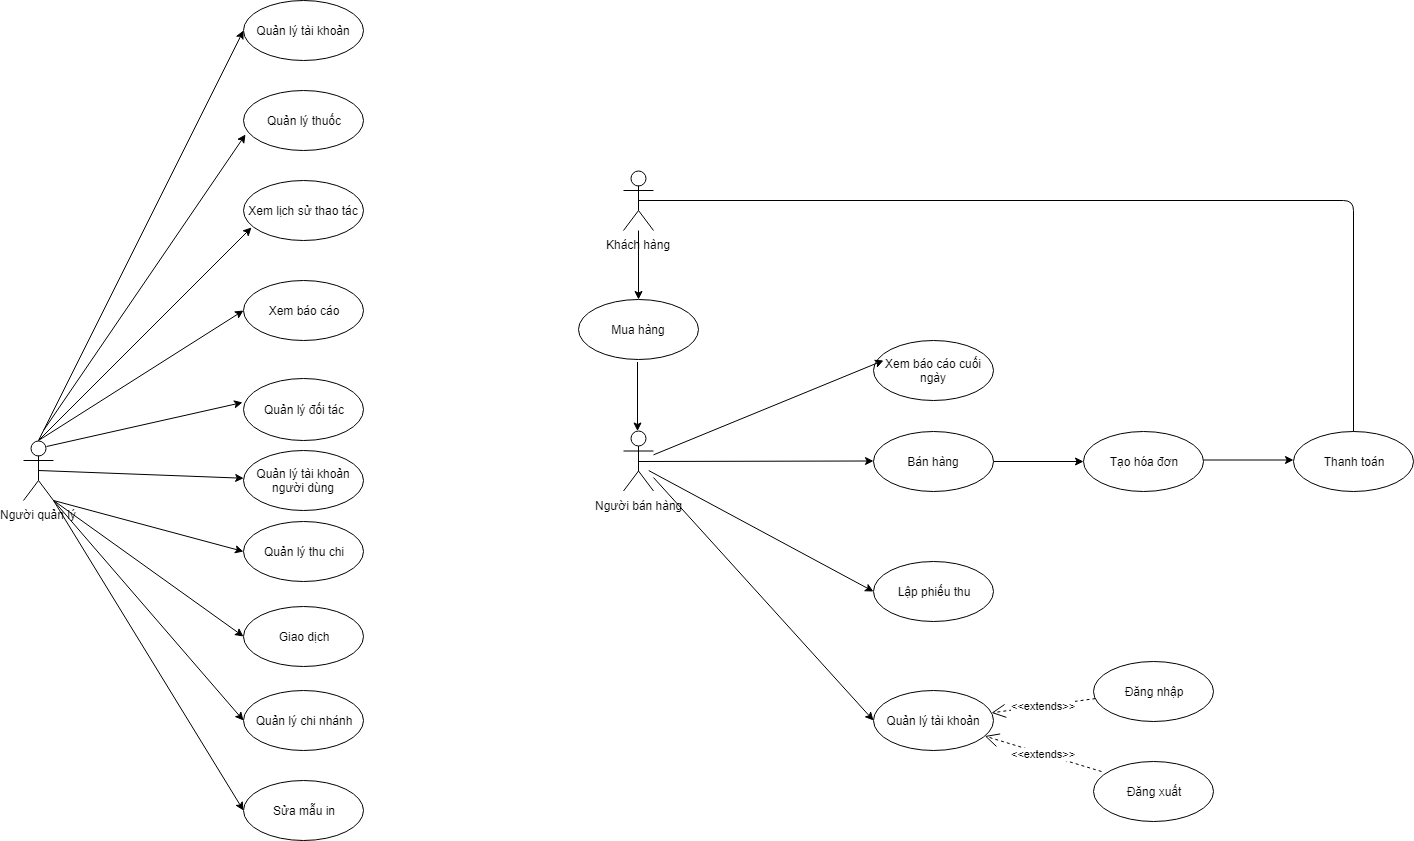 Quản lý tài khoản
Quản lý thuốc
Xem lịch sử thao tác
Xem báo cáo
Quản lý đối tác
Quản lý tài khoản
người dùng
Người quản lý
Quản lý thu chi
Giao dịch
Quản lý chi nhánh
Sửa mẫu in
Khách hàng
Mua hàng
Xem báo cáo cuối
ngày
Người bán hàng
Bán hàng
Tạo hóa đơn
Thanh toán
Lập phiếu thu
Quản lý tài khoản
<<extends>>
Đăng nhập
<<extends>>
Đăng xuất